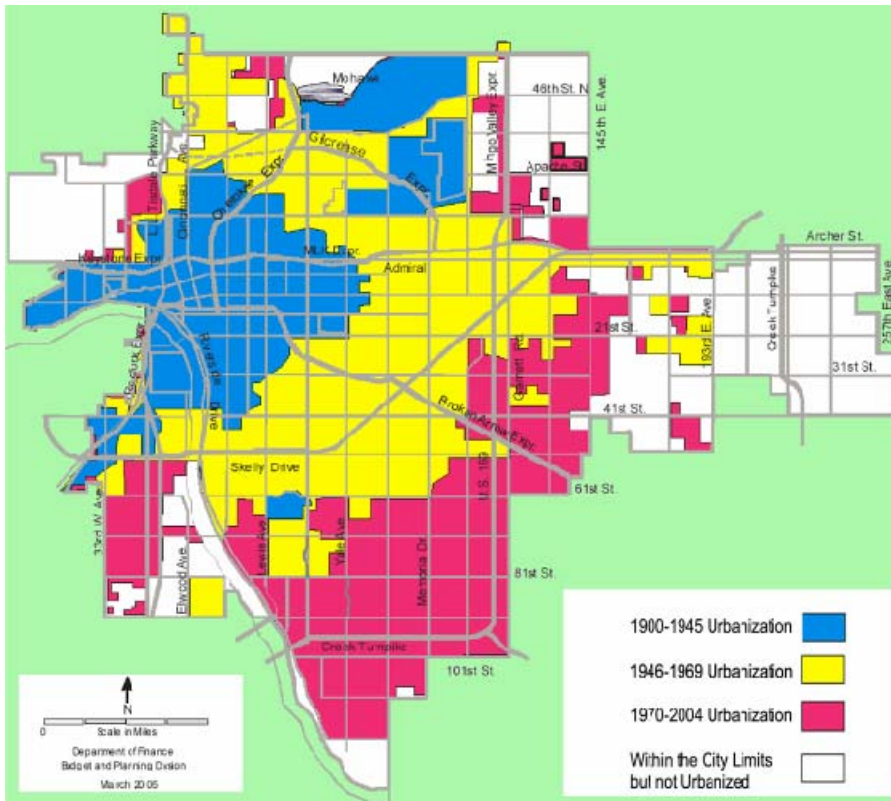 Mohawk
46th St. N
145th E. Ave.
Gilcrease
Expr.
Apache St.
L.L. Tisdale Parkway
Cincinnati Ave.
Cherokee Expr.
Keystone Expr.
MLK Expr.
Admiral
Archer St.
257th East Ave.
Creek Turnpike
193rd E. Ave.
21st St.
31st St.
41st St.
Garnett Rd.
Riverside
Drive
Broken Arrow Expr.
Skelly Drive
U.S. 169
61st St.
33rd W. Ave
Elwood Ave.
Lewis Ave.
Yale Ave.
Memorial Dr.
81st St.
Creek Turnpike
101st St.
1900-1945 Urbanization
1946-1969 Urbanization
1970-2004 Urbanization
Within the City Limits
but not Urbanized
N
0
Scale in Miles
Department of Finance
Budget and Planning Division
March 2005